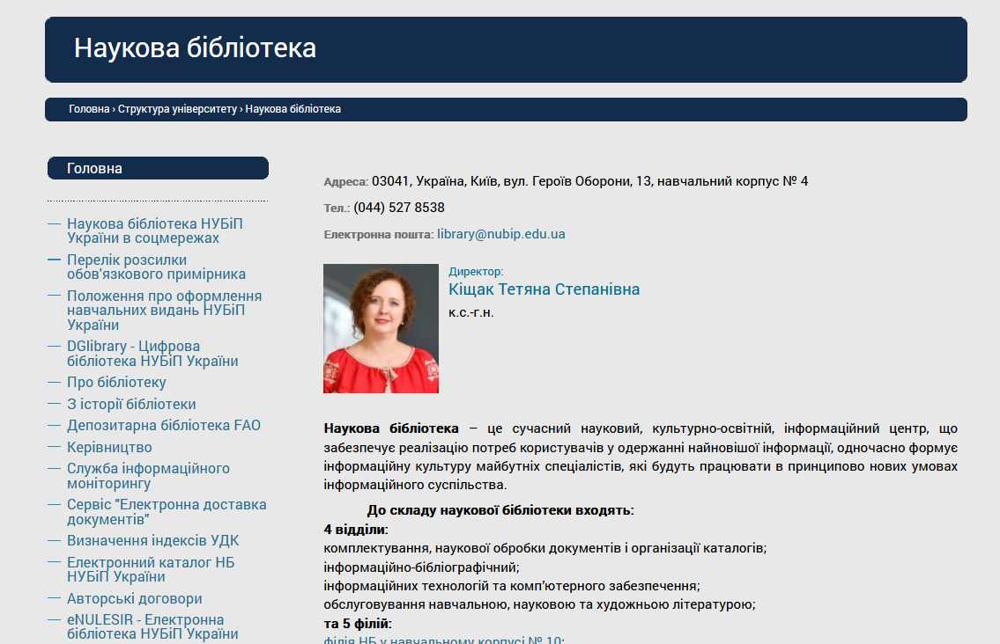 Наукова бібліотека
Головна › Структура університету › Наукова бібліотека
Головна
Наукова бібліотека НУБіП
України в соцмережах
Перелік розсилки
обов'язкового примірника
Положення про оформлення
навчальних видань НУБіП
України
DGlibrary - Цифрова
бібліотека НУБіП України
Про бібліотеку
З історії бібліотеки
Депозитарна бібліотека FAO
Керівництво
Служба інформаційного
моніторингу
Сервіс "Електронна доставка
документів"
Визначення індексів УДК
Електронний каталог НБ
НУБіП України
Авторські договори
eNULESIR - Електронна
бібліотека НУБіП України
Адреса: 03041, Україна, Київ, вул. Героїв Оборони, 13, навчальний корпус № 4
Тел.: (044) 527 8538
Електронна пошта: library@nubip.edu.ua
Директор:
Кіщак Тетяна Степанівна
к.с.-г.н.
Наукова бібліотека – це сучасний науковий, культурно-освітній, інформаційний центр, що
забезпечує реалізацію потреб користувачів у одержанні найновішої інформації, одночасно формує
інформаційну культуру майбутніх спеціалістів, які будуть працювати в принципово нових умовах
інформаційного суспільства.
До складу наукової бібліотеки входять:
4 відділи:
комплектування, наукової обробки документів і організації каталогів;
інформаційно-бібліографічний;
інформаційних технологій та комп'ютерного забезпечення;
обслуговування навчальною, науковою та художньою літературою;
та 5 філій:
філія НБ у навчальному корпусі № 10;